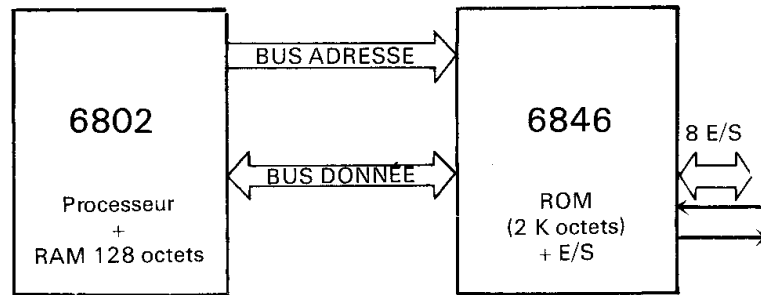 BUS ADRESSE
6802
6846
8 E/S
BUS DONNÉE
Processeur
+
RAM 128 octets
ROM
(2 K octets)
+ E/S